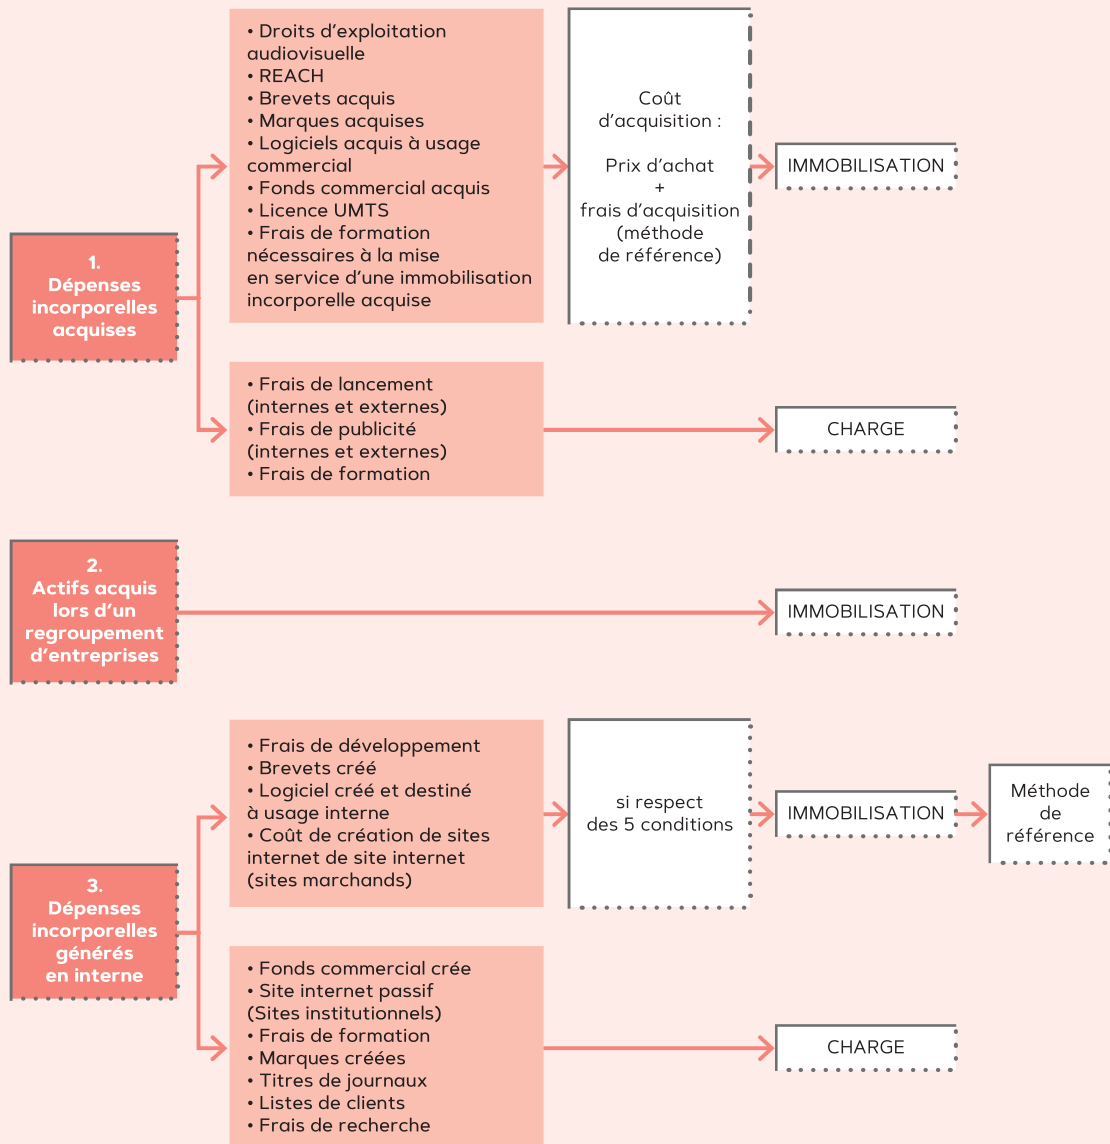 1.
Dépenses
incorporelles
acquises
• Droits d'exploitation
audiovisuelle
• REACH
• Brevets acquis
• Marques acquises
• Logiciels acquis à usage
commercial
• Fonds commercial acquis
• Licence UMTS
• Frais de formation
nécessaires à la mise
en service d'une immobilisation
incorporelle acquise
Coût
d'acquisition :
Prix d'achat
+
frais d'acquisition
(méthode
de référence)
IMMOBILISATION
• Frais de lancement
(internes et externes)
• Frais de publicité
(internes et externes)
• Frais de formation
CHARGE
2.
Actifs acquis
lors d'un
regroupement
d'entreprises
IMMOBILISATION
3.
Dépenses
incorporelles
générés
en interne
• Frais de développement
• Brevets créé
• Logiciel créé et destiné
à usage interne
• Coût de création de sites
internet de site internet
(sites marchands)
si respect
des 5 conditions
IMMOBILISATION
Méthode
de
référence
• Fonds commercial crée
• Site internet passif
(Sites institutionnels)
• Frais de formation
• Marques créées
• Titres de journaux
• Listes de clients
• Frais de recherche
CHARGE